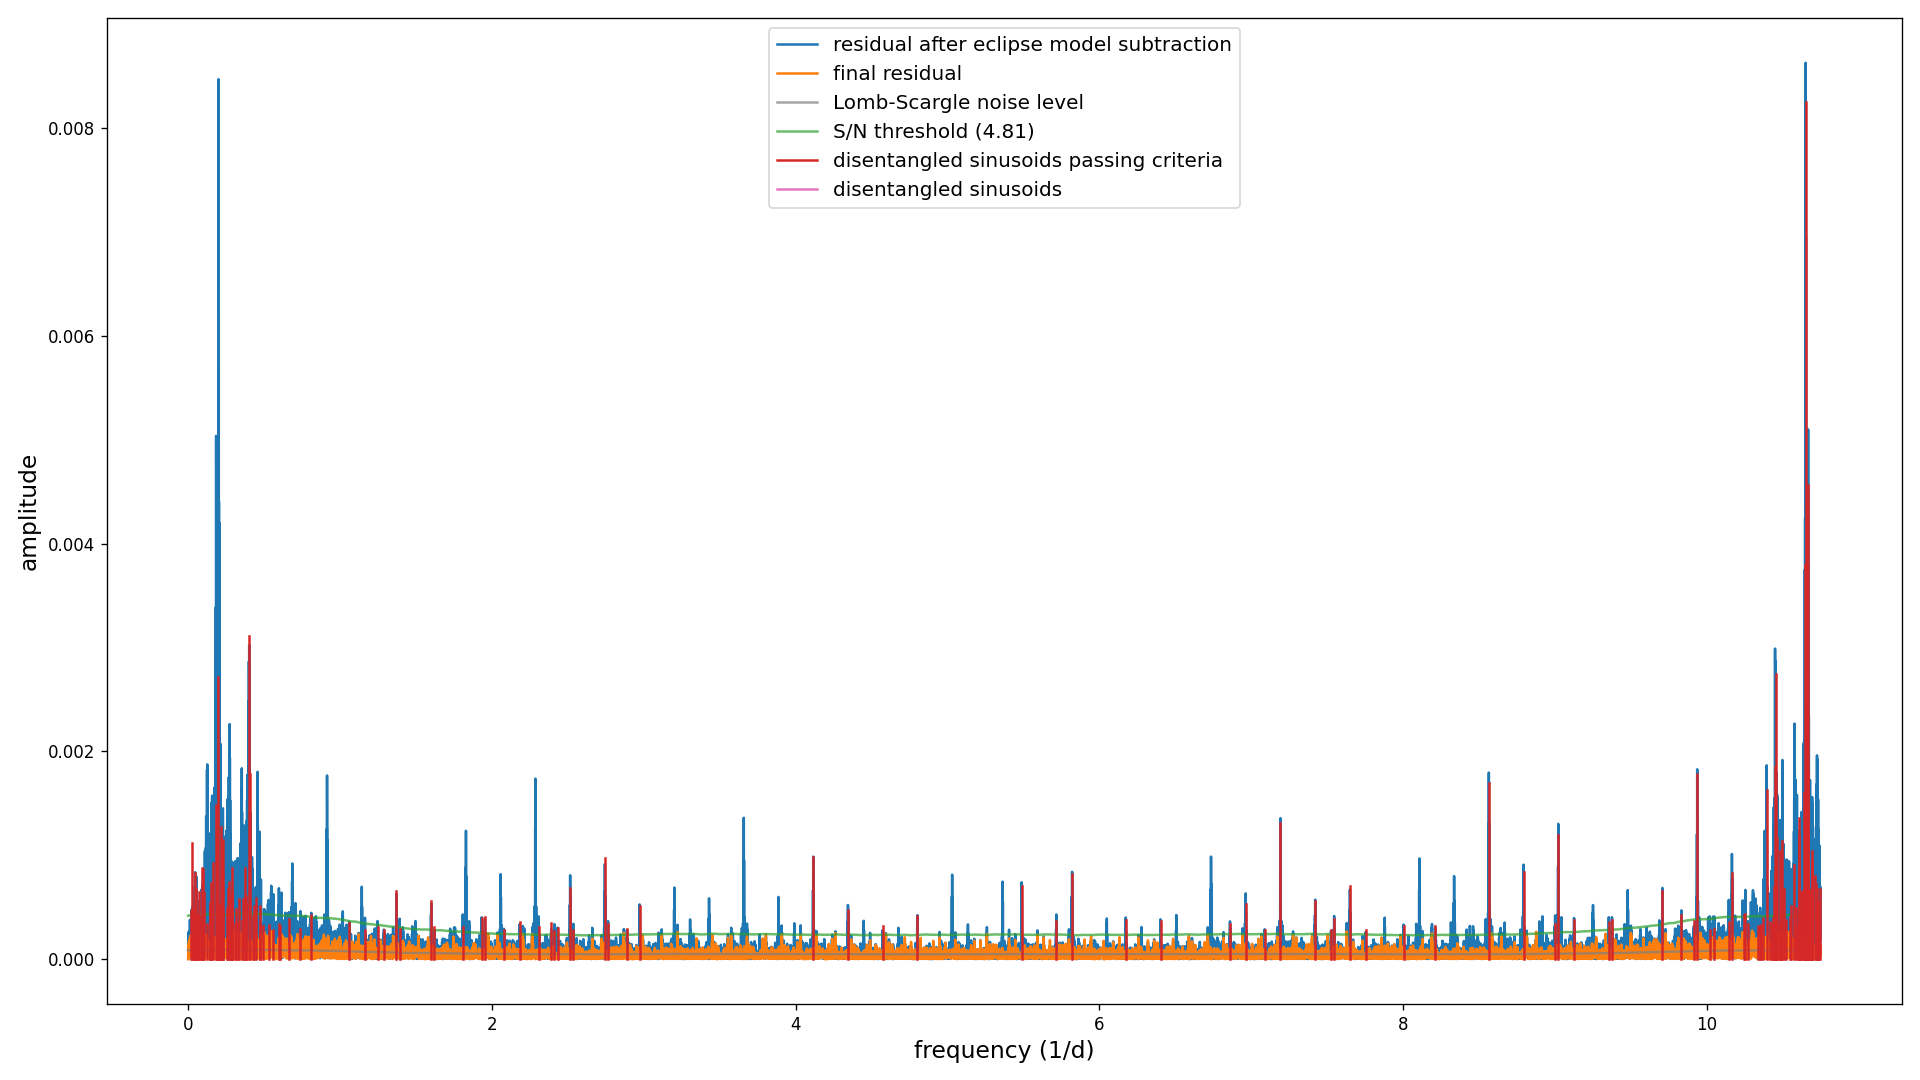 residual after eclipse model subtraction
final residual
Lomb-Scargle noise level
S/N threshold (4.81)
disentangled sinusoids passing criteria
disentangled sinusoids
amplitude
0.008
0.006
0.004
0.002
0.000
0 2 4 6 8 10
frequency (1/d)